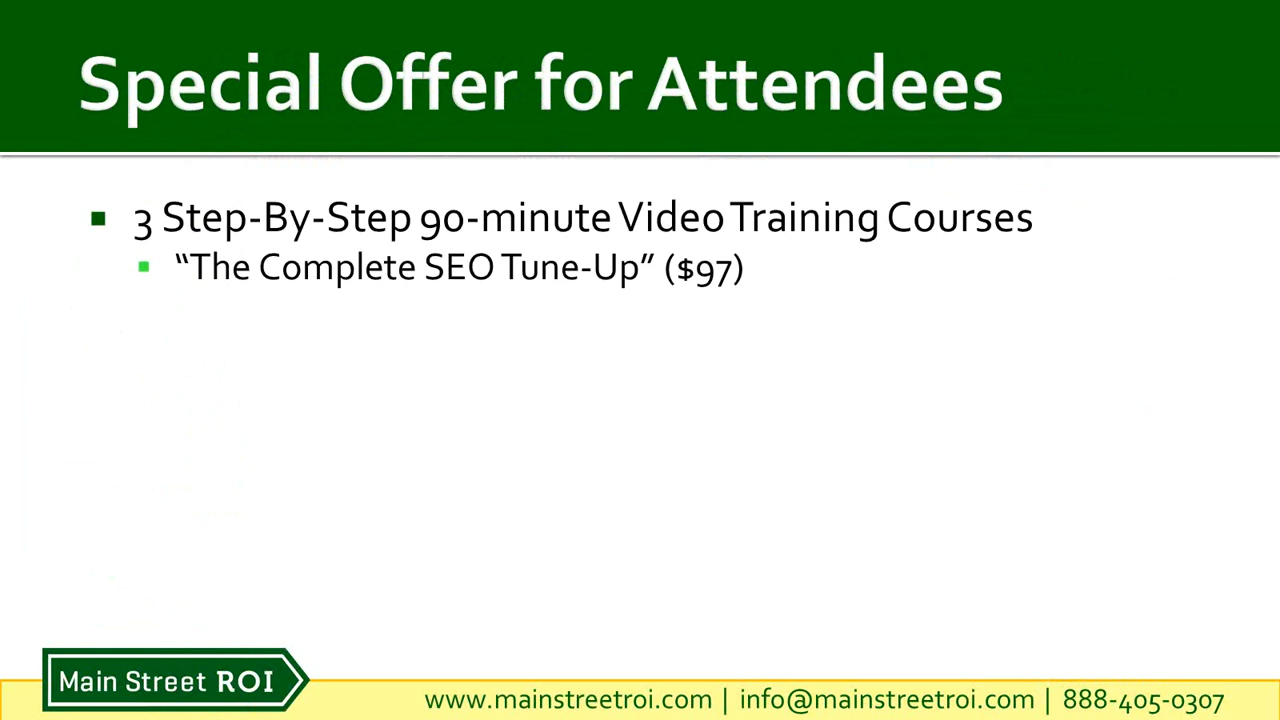 Special Offer for Attendees
3 Step-By-Step 90-minute Video Training Courses
“The Complete SEO Tune-Up” ($97)
Main Street ROI
www.mainstreetroi.com | info@mainstreetroi.com | 888-405-0307